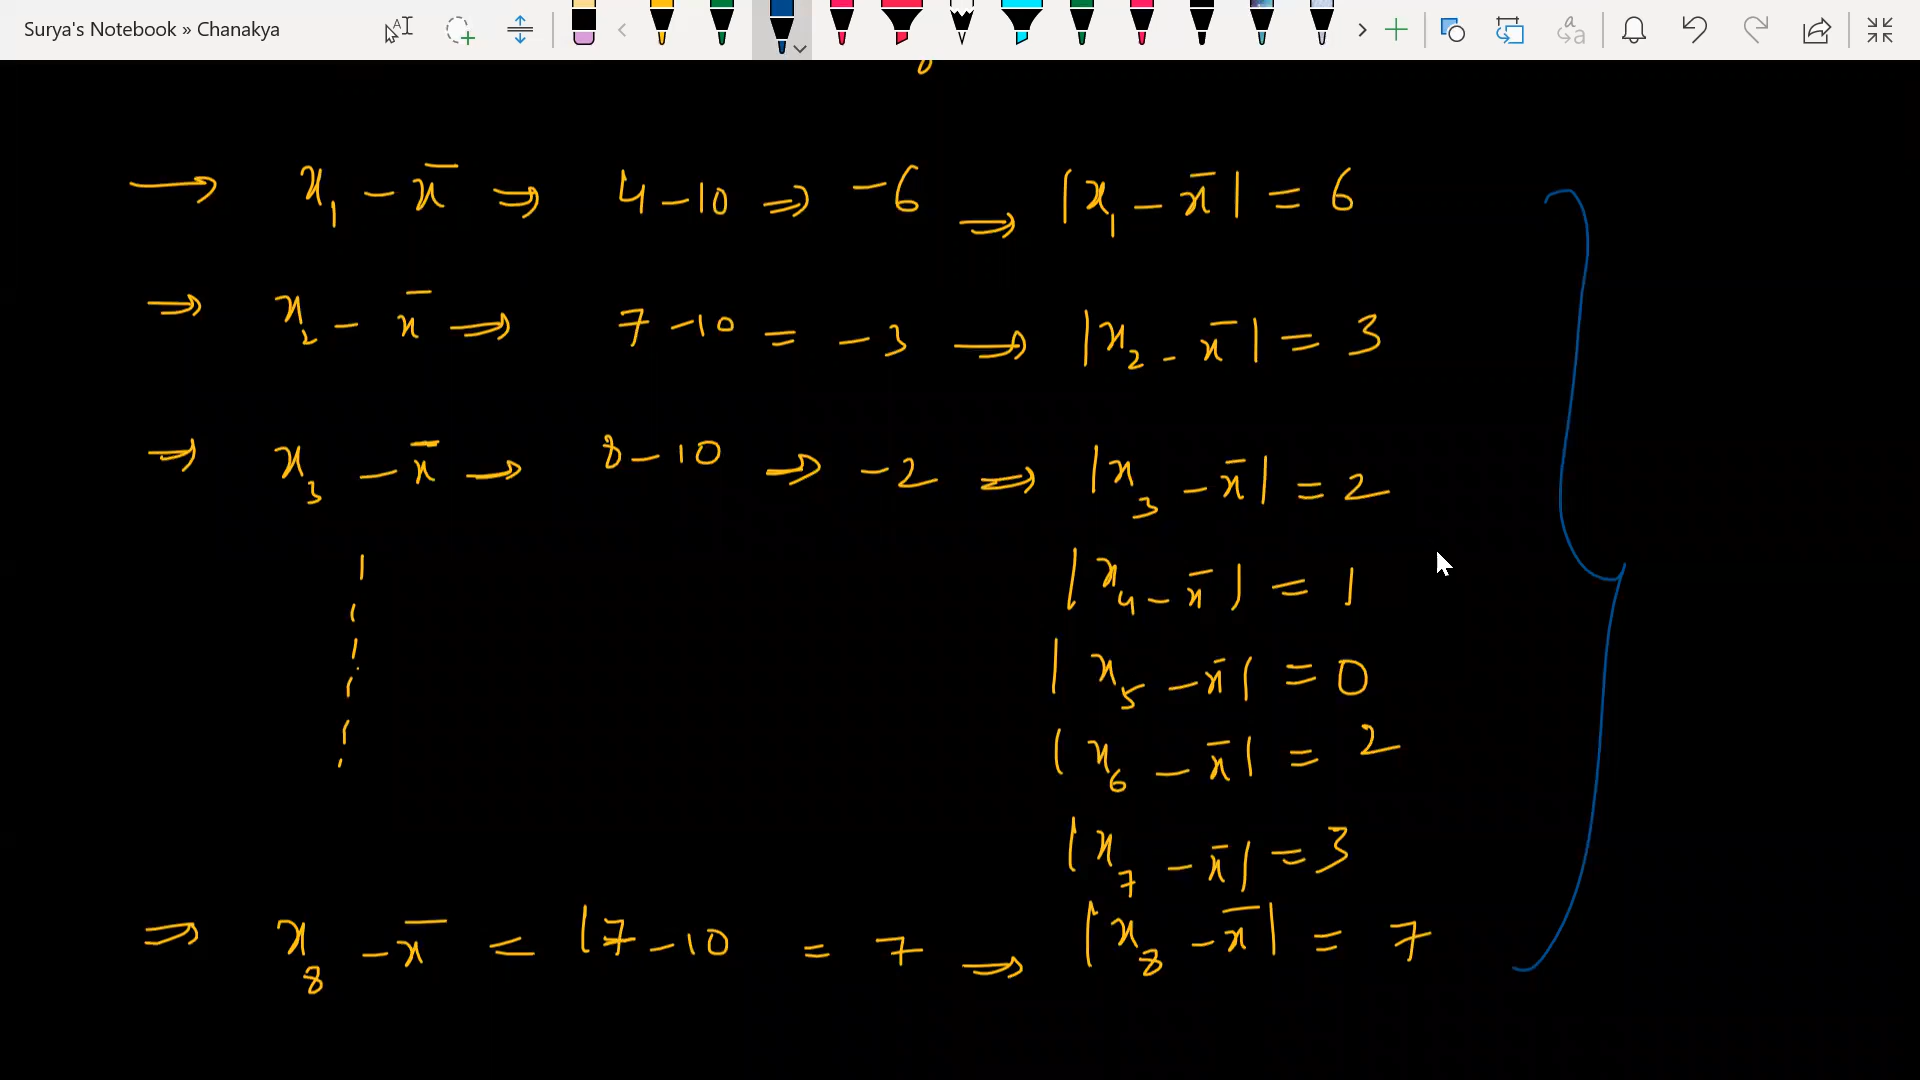 Surya's Notebook » Chanakya
→ x₁ − x̄ ⇒ 4 − 10 ⇒ −6 ⇒ |x₁ − x̄| = 6
⇒ x₂ − x̄ ⇒ 7 − 10 = −3 ⇒ |x₂ − x̄| = 3
⇒ x₃ − x̄ → 8 − 10 ⇒ −2 ⇒ |x₃ − x̄| = 2
|x₄ − x̄| = 1
|x₅ − x̄| = 0
|x₆ − x̄| = 2
|x₇ − x̄| = 3
⇒ x₈ − x̄ = 17 − 10 = 7 ⇒ |x₈ − x̄| = 7